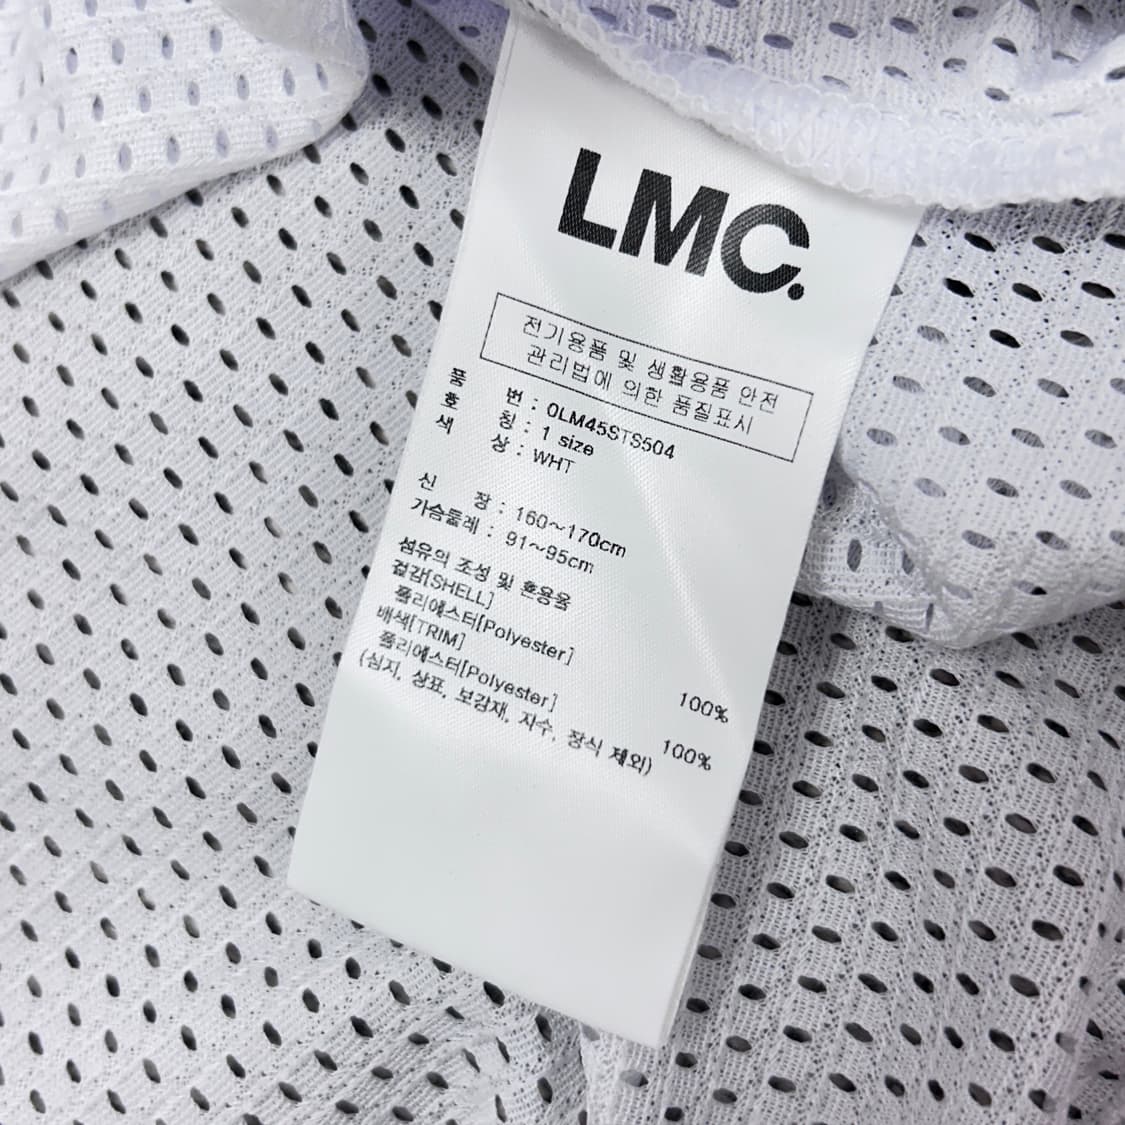 LMC.
전기용품 및 생활용품 안전
관리법에 의한 품질표시
품 번 : 0LM45STS504
호 칭 : 1 size
색 상 : WHT
신 장 : 160~170cm
가슴둘레 : 91~95cm
섬유의 조성 및 혼용율
겉감[SHELL]
폴리에스터[Polyester] 100%
배색[TRIM]
폴리에스터[Polyester] 100%
(심지, 상표, 보강재, 자수, 장식 제외)